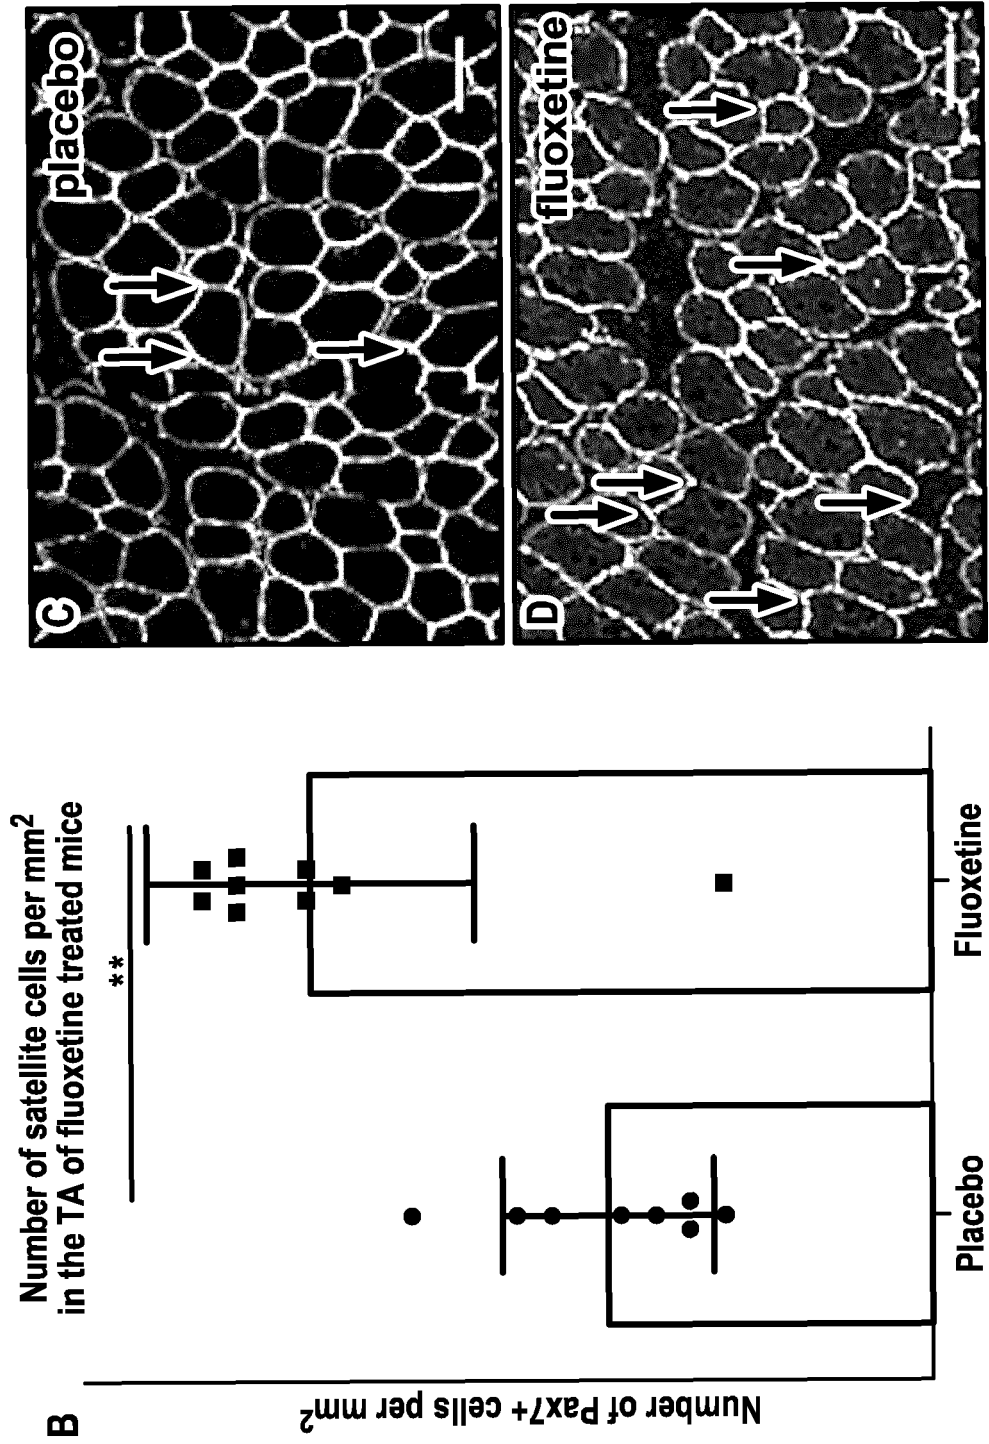 B
Number of satellite cells per mm²
in the TA of fluoxetine treated mice
**
Number of Pax7+ cells per mm²
Placebo
Fluoxetine
C
placebo
D
fluoxetine